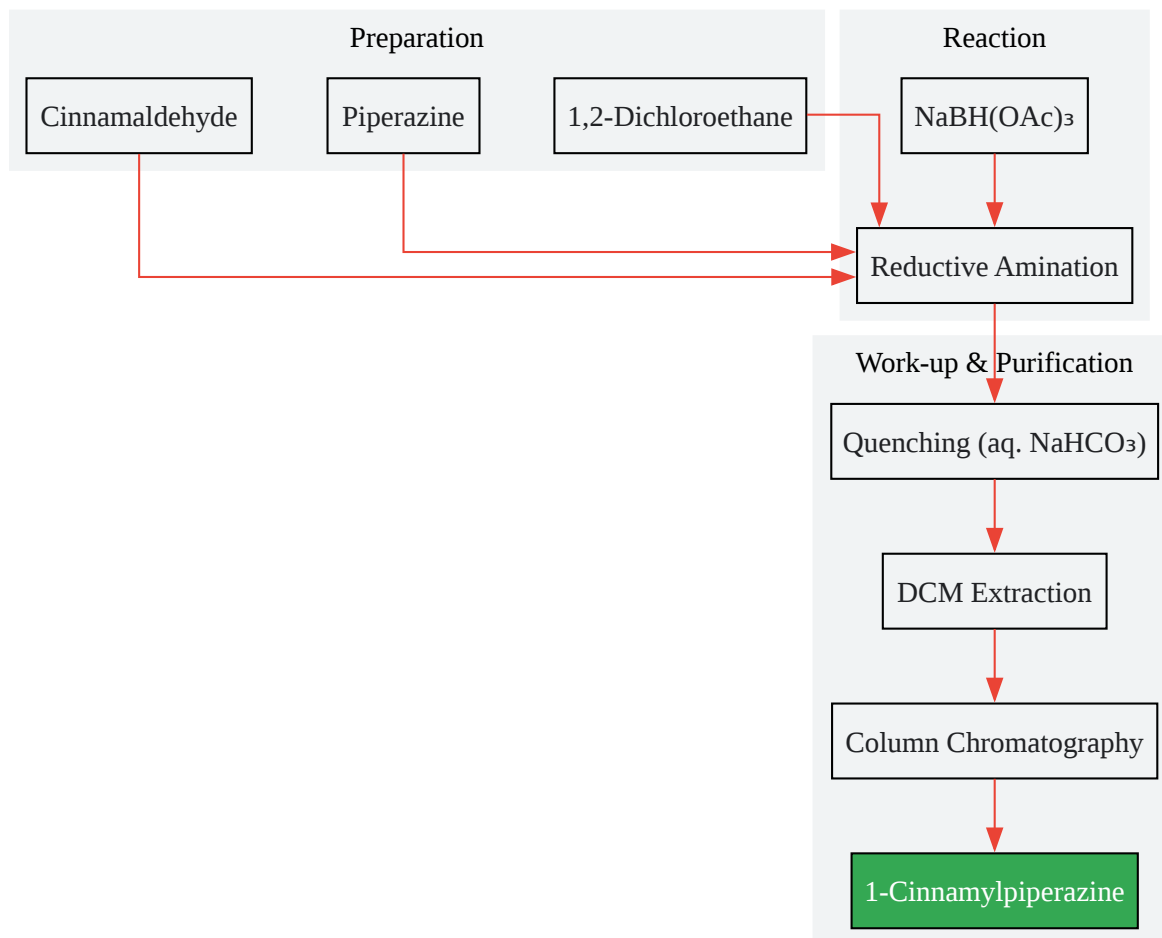 Preparation
Reaction
Cinnamaldehyde
Piperazine
1,2-Dichloroethane
NaBH(OAc)₃
Reductive Amination
Work-up & Purification
Quenching (aq. NaHCO₃)
DCM Extraction
Column Chromatography
1-Cinnamylpiperazine